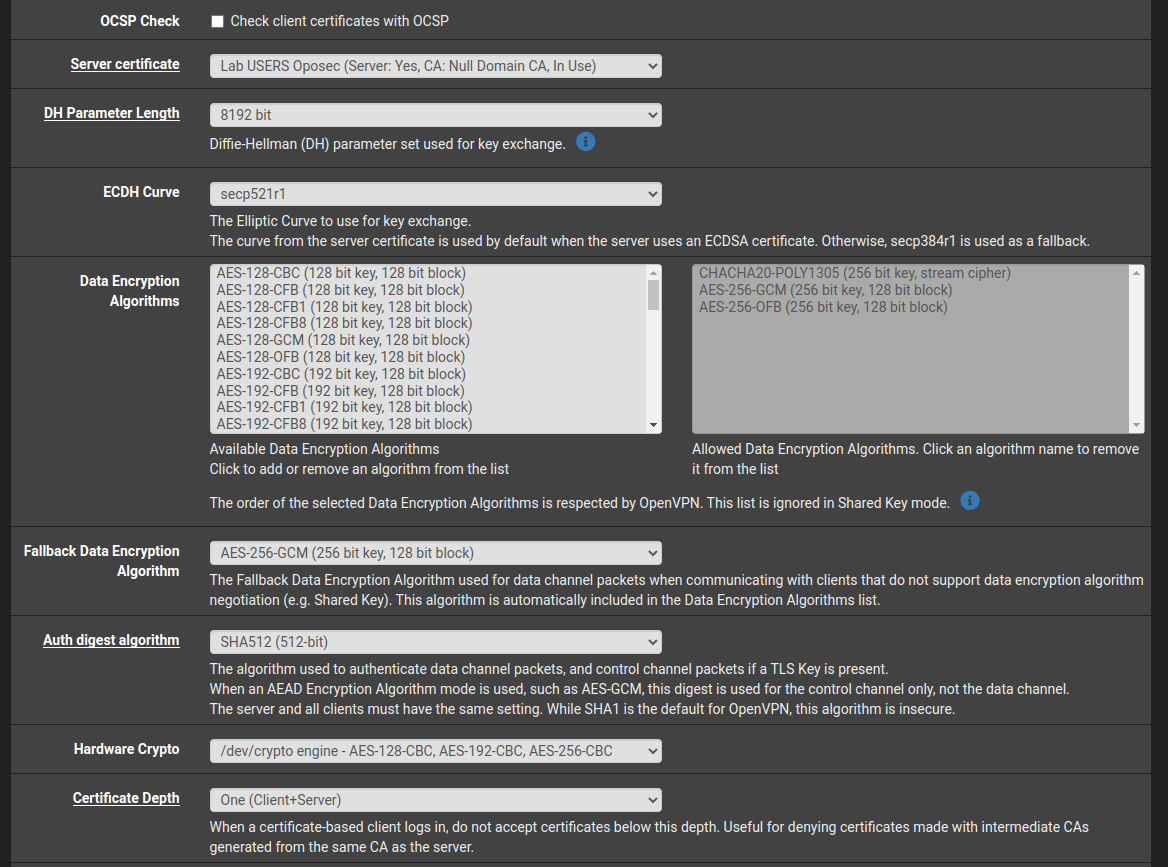 OCSP Check
Check client certificates with OCSP
Server certificate
Lab USERS Oposec (Server: Yes, CA: Null Domain CA, In Use)
DH Parameter Length
8192 bit
Diffie-Hellman (DH) parameter set used for key exchange.
ECDH Curve
secp521r1
The Elliptic Curve to use for key exchange.
The curve from the server certificate is used by default when the server uses an ECDSA certificate. Otherwise, secp384r1 is used as a fallback.
Data Encryption
Algorithms
AES-128-CBC (128 bit key, 128 bit block)
AES-128-CFB (128 bit key, 128 bit block)
AES-128-CFB1 (128 bit key, 128 bit block)
AES-128-CFB8 (128 bit key, 128 bit block)
AES-128-GCM (128 bit key, 128 bit block)
AES-128-OFB (128 bit key, 128 bit block)
AES-192-CBC (192 bit key, 128 bit block)
AES-192-CFB (192 bit key, 128 bit block)
AES-192-CFB1 (192 bit key, 128 bit block)
AES-192-CFB8 (192 bit key, 128 bit block)
Available Data Encryption Algorithms
Click to add or remove an algorithm from the list
CHACHA20-POLY1305 (256 bit key, stream cipher)
AES-256-GCM (256 bit key, 128 bit block)
AES-256-OFB (256 bit key, 128 bit block)
Allowed Data Encryption Algorithms. Click an algorithm name to remove
it from the list
The order of the selected Data Encryption Algorithms is respected by OpenVPN. This list is ignored in Shared Key mode.
Fallback Data Encryption
Algorithm
AES-256-GCM (256 bit key, 128 bit block)
The Fallback Data Encryption Algorithm used for data channel packets when communicating with clients that do not support data encryption algorithm
negotiation (e.g. Shared Key). This algorithm is automatically included in the Data Encryption Algorithms list.
Auth digest algorithm
SHA512 (512-bit)
The algorithm used to authenticate data channel packets, and control channel packets if a TLS Key is present.
When an AEAD Encryption Algorithm mode is used, such as AES-GCM, this digest is used for the control channel only, not the data channel.
The server and all clients must have the same setting. While SHA1 is the default for OpenVPN, this algorithm is insecure.
Hardware Crypto
/dev/crypto engine - AES-128-CBC, AES-192-CBC, AES-256-CBC
Certificate Depth
One (Client+Server)
When a certificate-based client logs in, do not accept certificates below this depth. Useful for denying certificates made with intermediate CAs
generated from the same CA as the server.